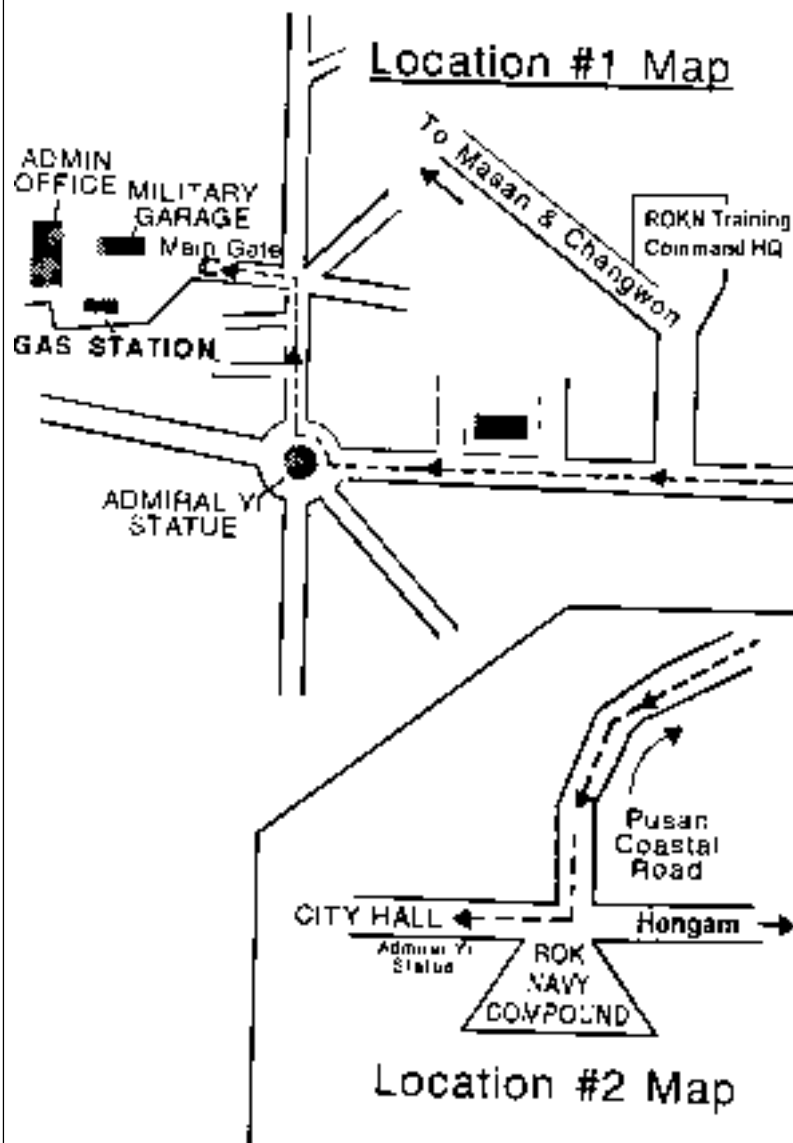 Location #1 Map
To Masan & Changwon
ADMIN
OFFICE
MILITARY
GARAGE
Main Gate
ROKN Training
Command HQ
GAS STATION
ADMIRAL YI
STATUE
Pusan
Coastal
Road
CITY HALL
Hongam
Admiral Yi
Status
ROK
NAVY
COMPOUND
Location #2 Map